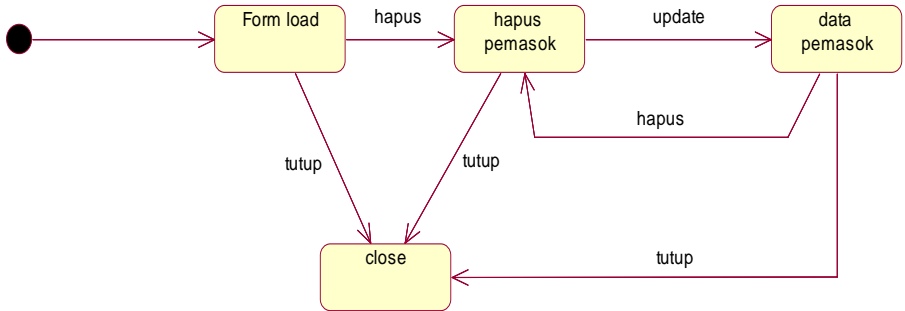 Form load
hapus
hapus
pemasok
update
data
pemasok
hapus
tutup
tutup
close
tutup